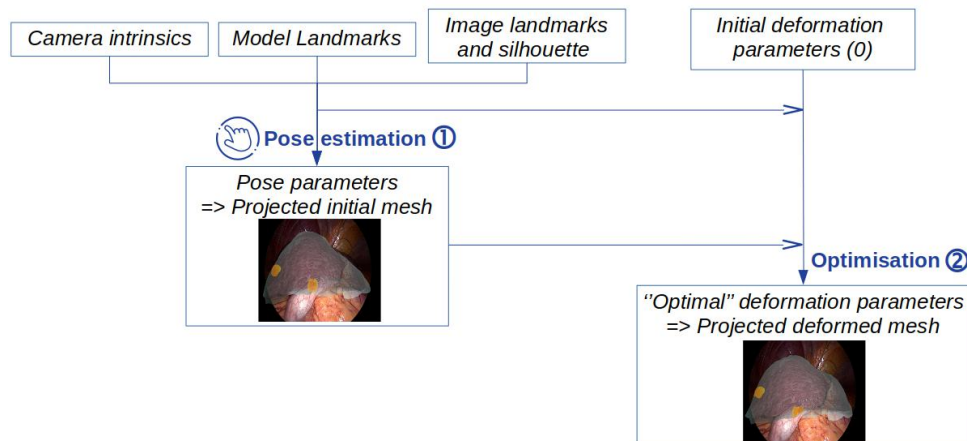 Camera intrinsics
Model Landmarks
Image landmarks
and silhouette
Initial deformation
parameters (0)
Pose estimation ①
Pose parameters
=> Projected initial mesh
Optimisation ②
‘’Optimal’’ deformation parameters
=> Projected deformed mesh